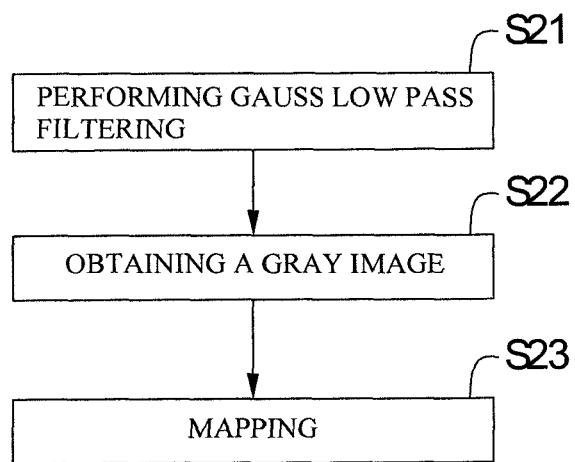 S21
PERFORMING GAUSS LOW PASS
FILTERING
S22
OBTAINING A GRAY IMAGE
S23
MAPPING